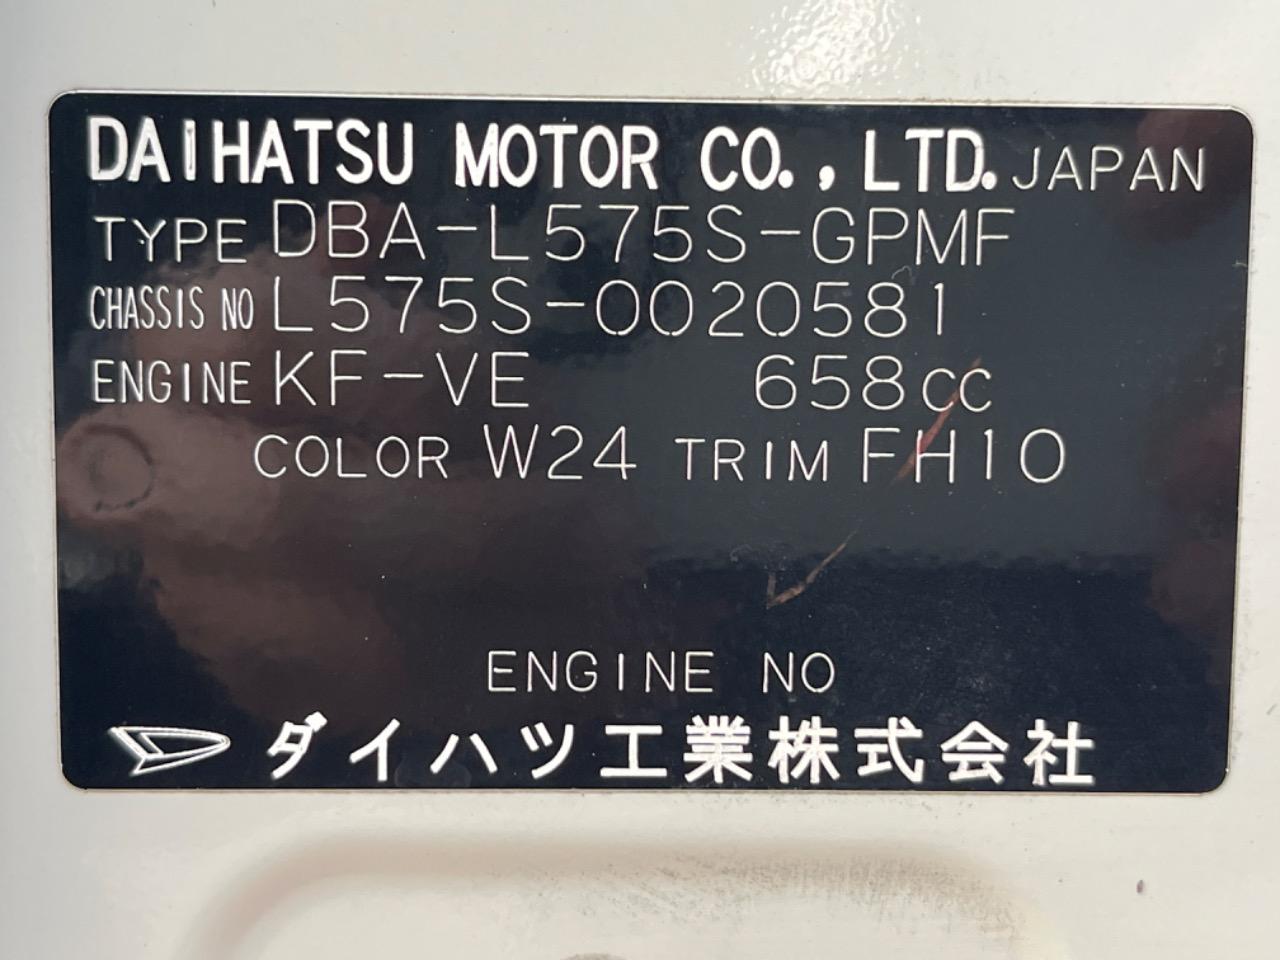 DAIHATSU MOTOR CO., LTD. JAPAN
TYPE DBA-L575S-GPMF
CHASSIS NO L575S-0020581
ENGINE KF-VE 658CC
COLOR W24 TRIM FH10
ENGINE NO
ダイハツ工業株式会社